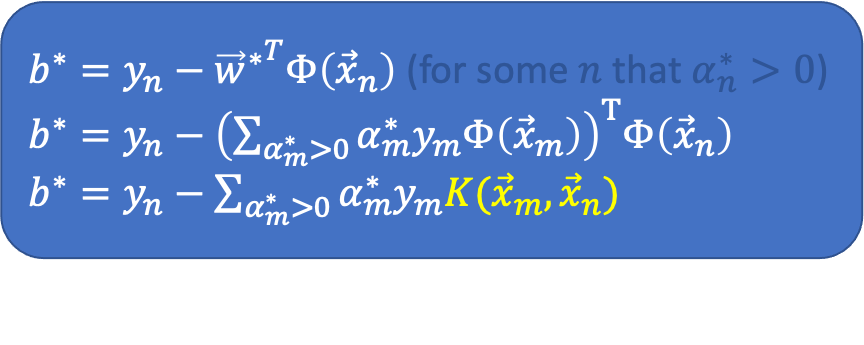 b* = yₙ − w⃗*ᵀΦ(x⃗ₙ) (for some n that αₙ* > 0)
b* = yₙ − (∑_{αₘ*>0} αₘ* yₘΦ(x⃗ₘ))ᵀΦ(x⃗ₙ)
b* = yₙ − ∑_{αₘ*>0} αₘ* yₘK(x⃗ₘ, x⃗ₙ)